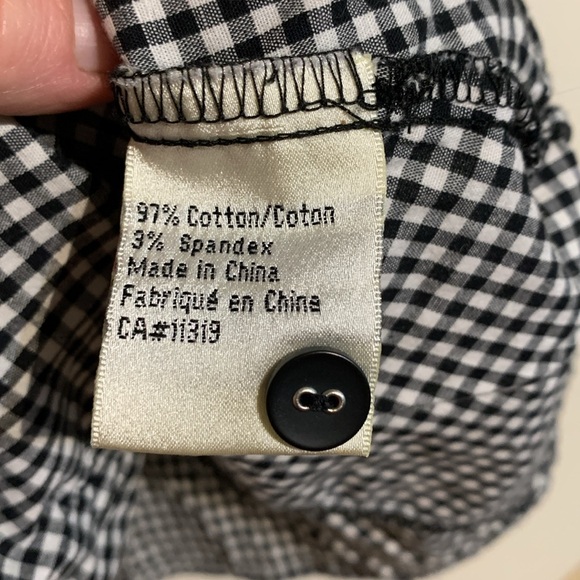 97% Cotton/Coton
3% Spandex
Made in China
Fabriqué en Chine
CA#11319